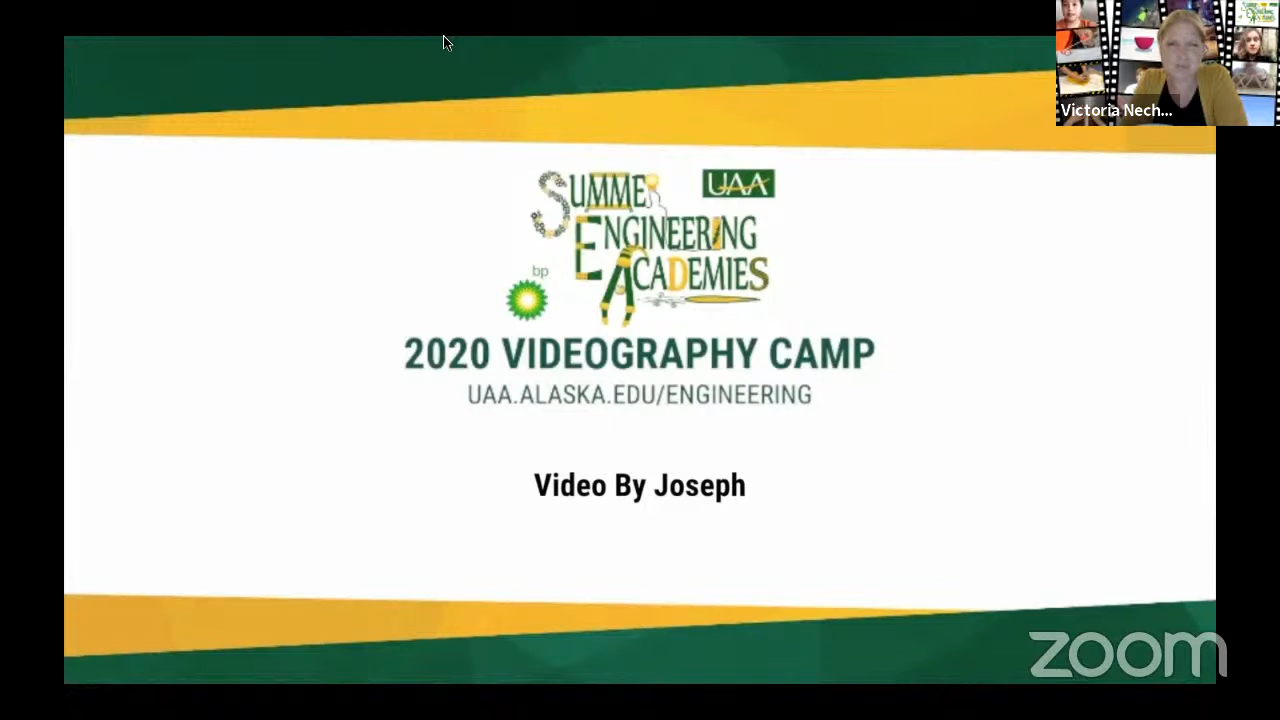 Victoria Nech...
SUMMER
UAA
ENGINEERING
ACADEMIES
bp
2020 VIDEOGRAPHY CAMP
UAA.ALASKA.EDU/ENGINEERING
Video By Joseph
zoom